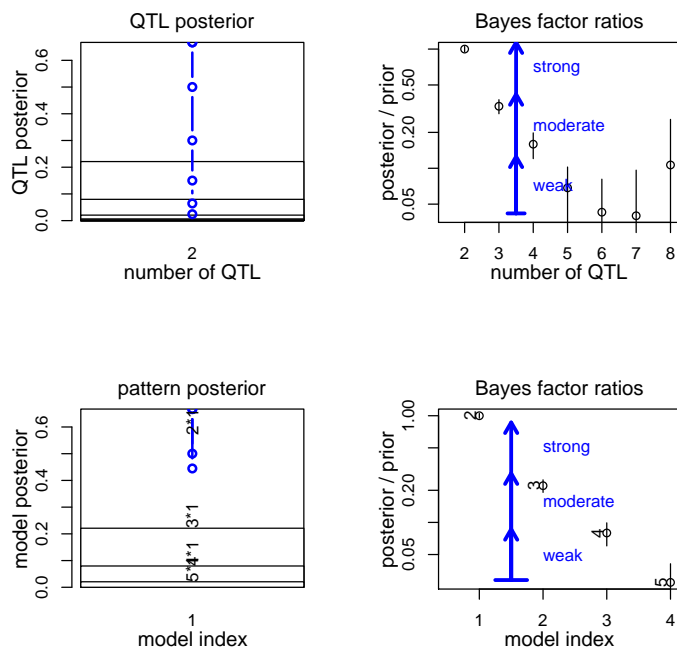 QTL posterior
QTL posterior
0.0
0.2
0.4
0.6
2
number of QTL
Bayes factor ratios
posterior / prior
0.05
0.20
0.50
strong
moderate
weak
2 3 4 5 6 7 8
number of QTL
pattern posterior
model posterior
0.0
0.2
0.4
0.6
2*1
3*1
4*1
5*1
1
model index
Bayes factor ratios
posterior / prior
0.05
0.20
1.00
2
3
4
5
strong
moderate
weak
1 2 3 4
model index